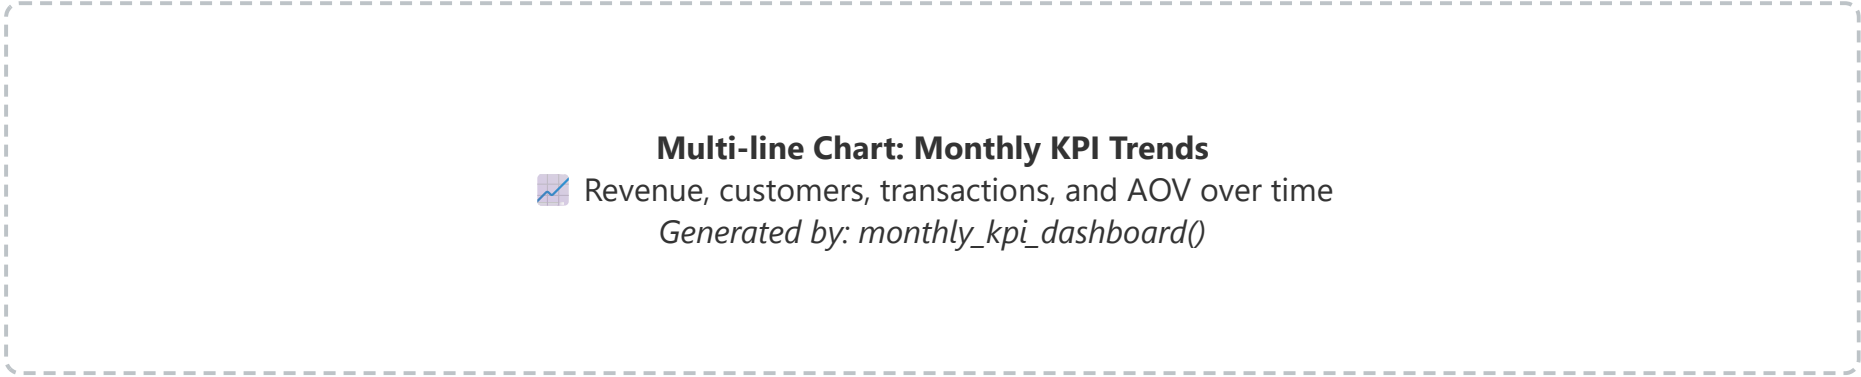 Multi-line Chart: Monthly KPI Trends
📈 Revenue, customers, transactions, and AOV over time
Generated by: monthly_kpi_dashboard()